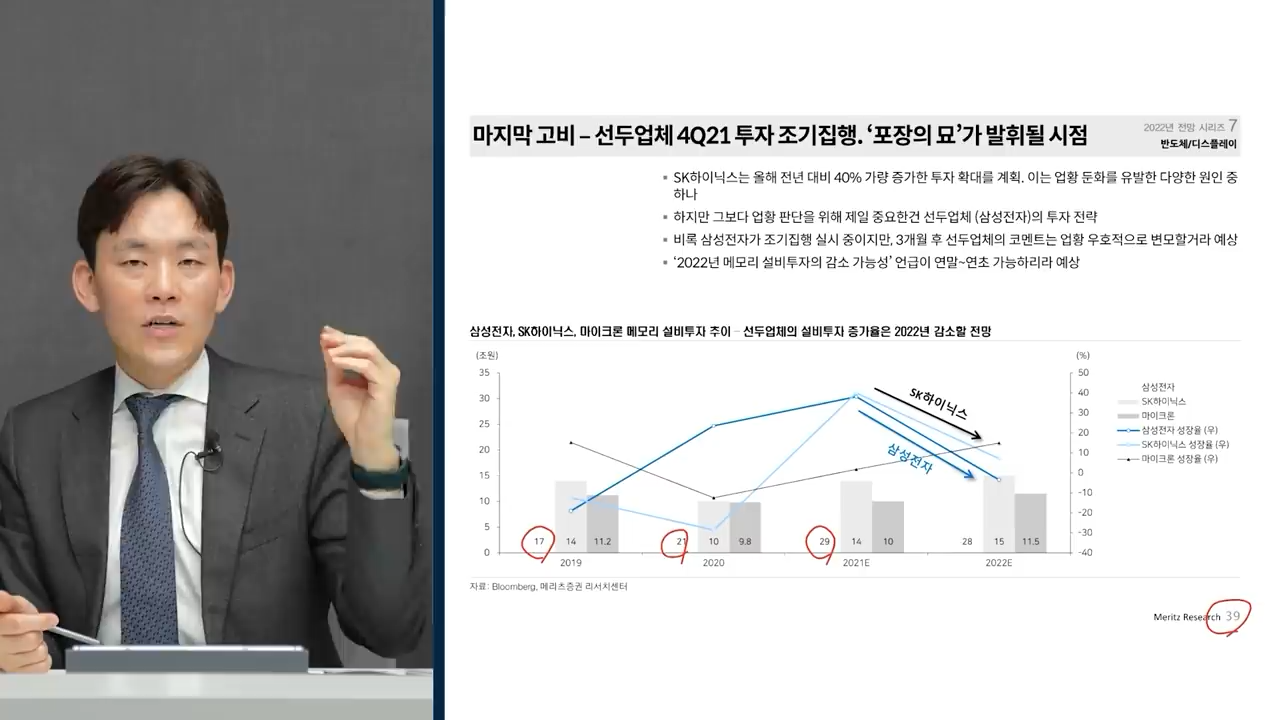 마지막 고비 – 선두업체 4Q21 투자 조기집행. ‘포장의 묘’가 발휘될 시점
2022년 전망 시리즈 7
반도체/디스플레이
▪ SK하이닉스는 올해 전년 대비 40% 가량 증가한 투자 확대를 계획. 이는 업황 둔화를 유발한 다양한 원인 중
하나
▪ 하지만 그보다 업황 판단을 위해 제일 중요한건 선두업체 (삼성전자)의 투자 전략
▪ 비록 삼성전자가 조기집행 실시 중이지만, 3개월 후 선두업체의 코멘트는 업황 우호적으로 변모할거라 예상
▪ ‘2022년 메모리 설비투자의 감소 가능성’ 언급이 연말~연초 가능하리라 예상
삼성전자, SK하이닉스, 마이크론 메모리 설비투자 추이 – 선두업체의 설비투자 증가율은 2022년 감소할 전망
(조원)
(%)
35
30
25
20
15
10
5
0
50
40
30
20
10
0
-10
-20
-30
-40
SK하이닉스
삼성전자
17 14 11.2
21 10 9.8
29 14 10
28 15 11.5
2019 2020 2021E 2022E
삼성전자
SK하이닉스
마이크론
삼성전자 성장율 (우)
SK하이닉스 성장율 (우)
마이크론 성장율 (우)
자료: Bloomberg, 메리츠증권 리서치센터
Meritz Research 39